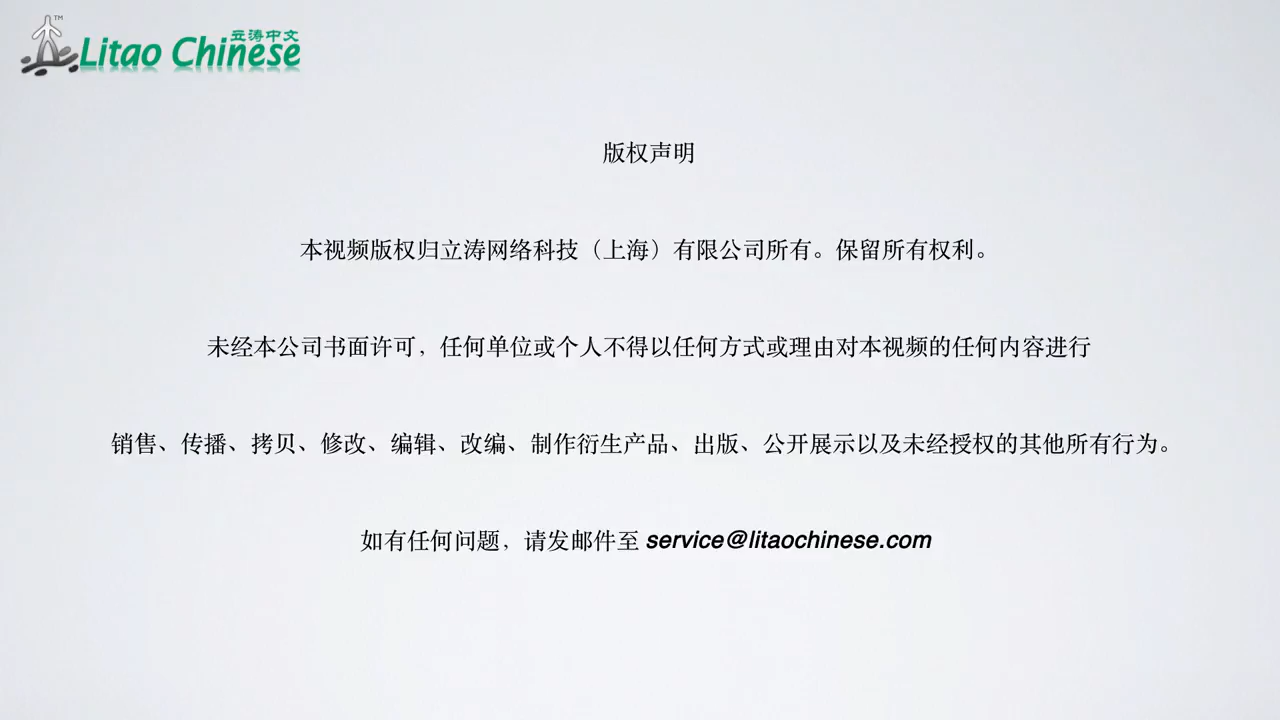 TM
立涛中文
Litao Chinese
版权声明
本视频版权归立涛网络科技（上海）有限公司所有。保留所有权利。
未经本公司书面许可，任何单位或个人不得以任何方式或理由对本视频的任何内容进行
销售、传播、拷贝、修改、编辑、改编、制作衍生产品、出版、公开展示以及未经授权的其他所有行为。
如有任何问题，请发邮件至 service@litaochinese.com